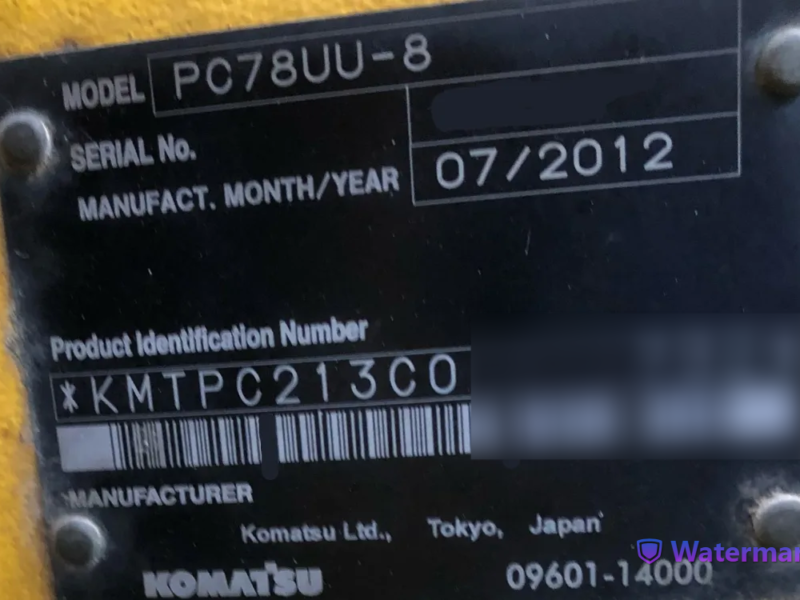 MODEL PC78UU-8
SERIAL No.
MANUFACT. MONTH/YEAR 07/2012
Product Identification Number
*KMTPC213C0
MANUFACTURER
Komatsu Ltd., Tokyo, Japan
KOMATSU 09601-14000
Watermar